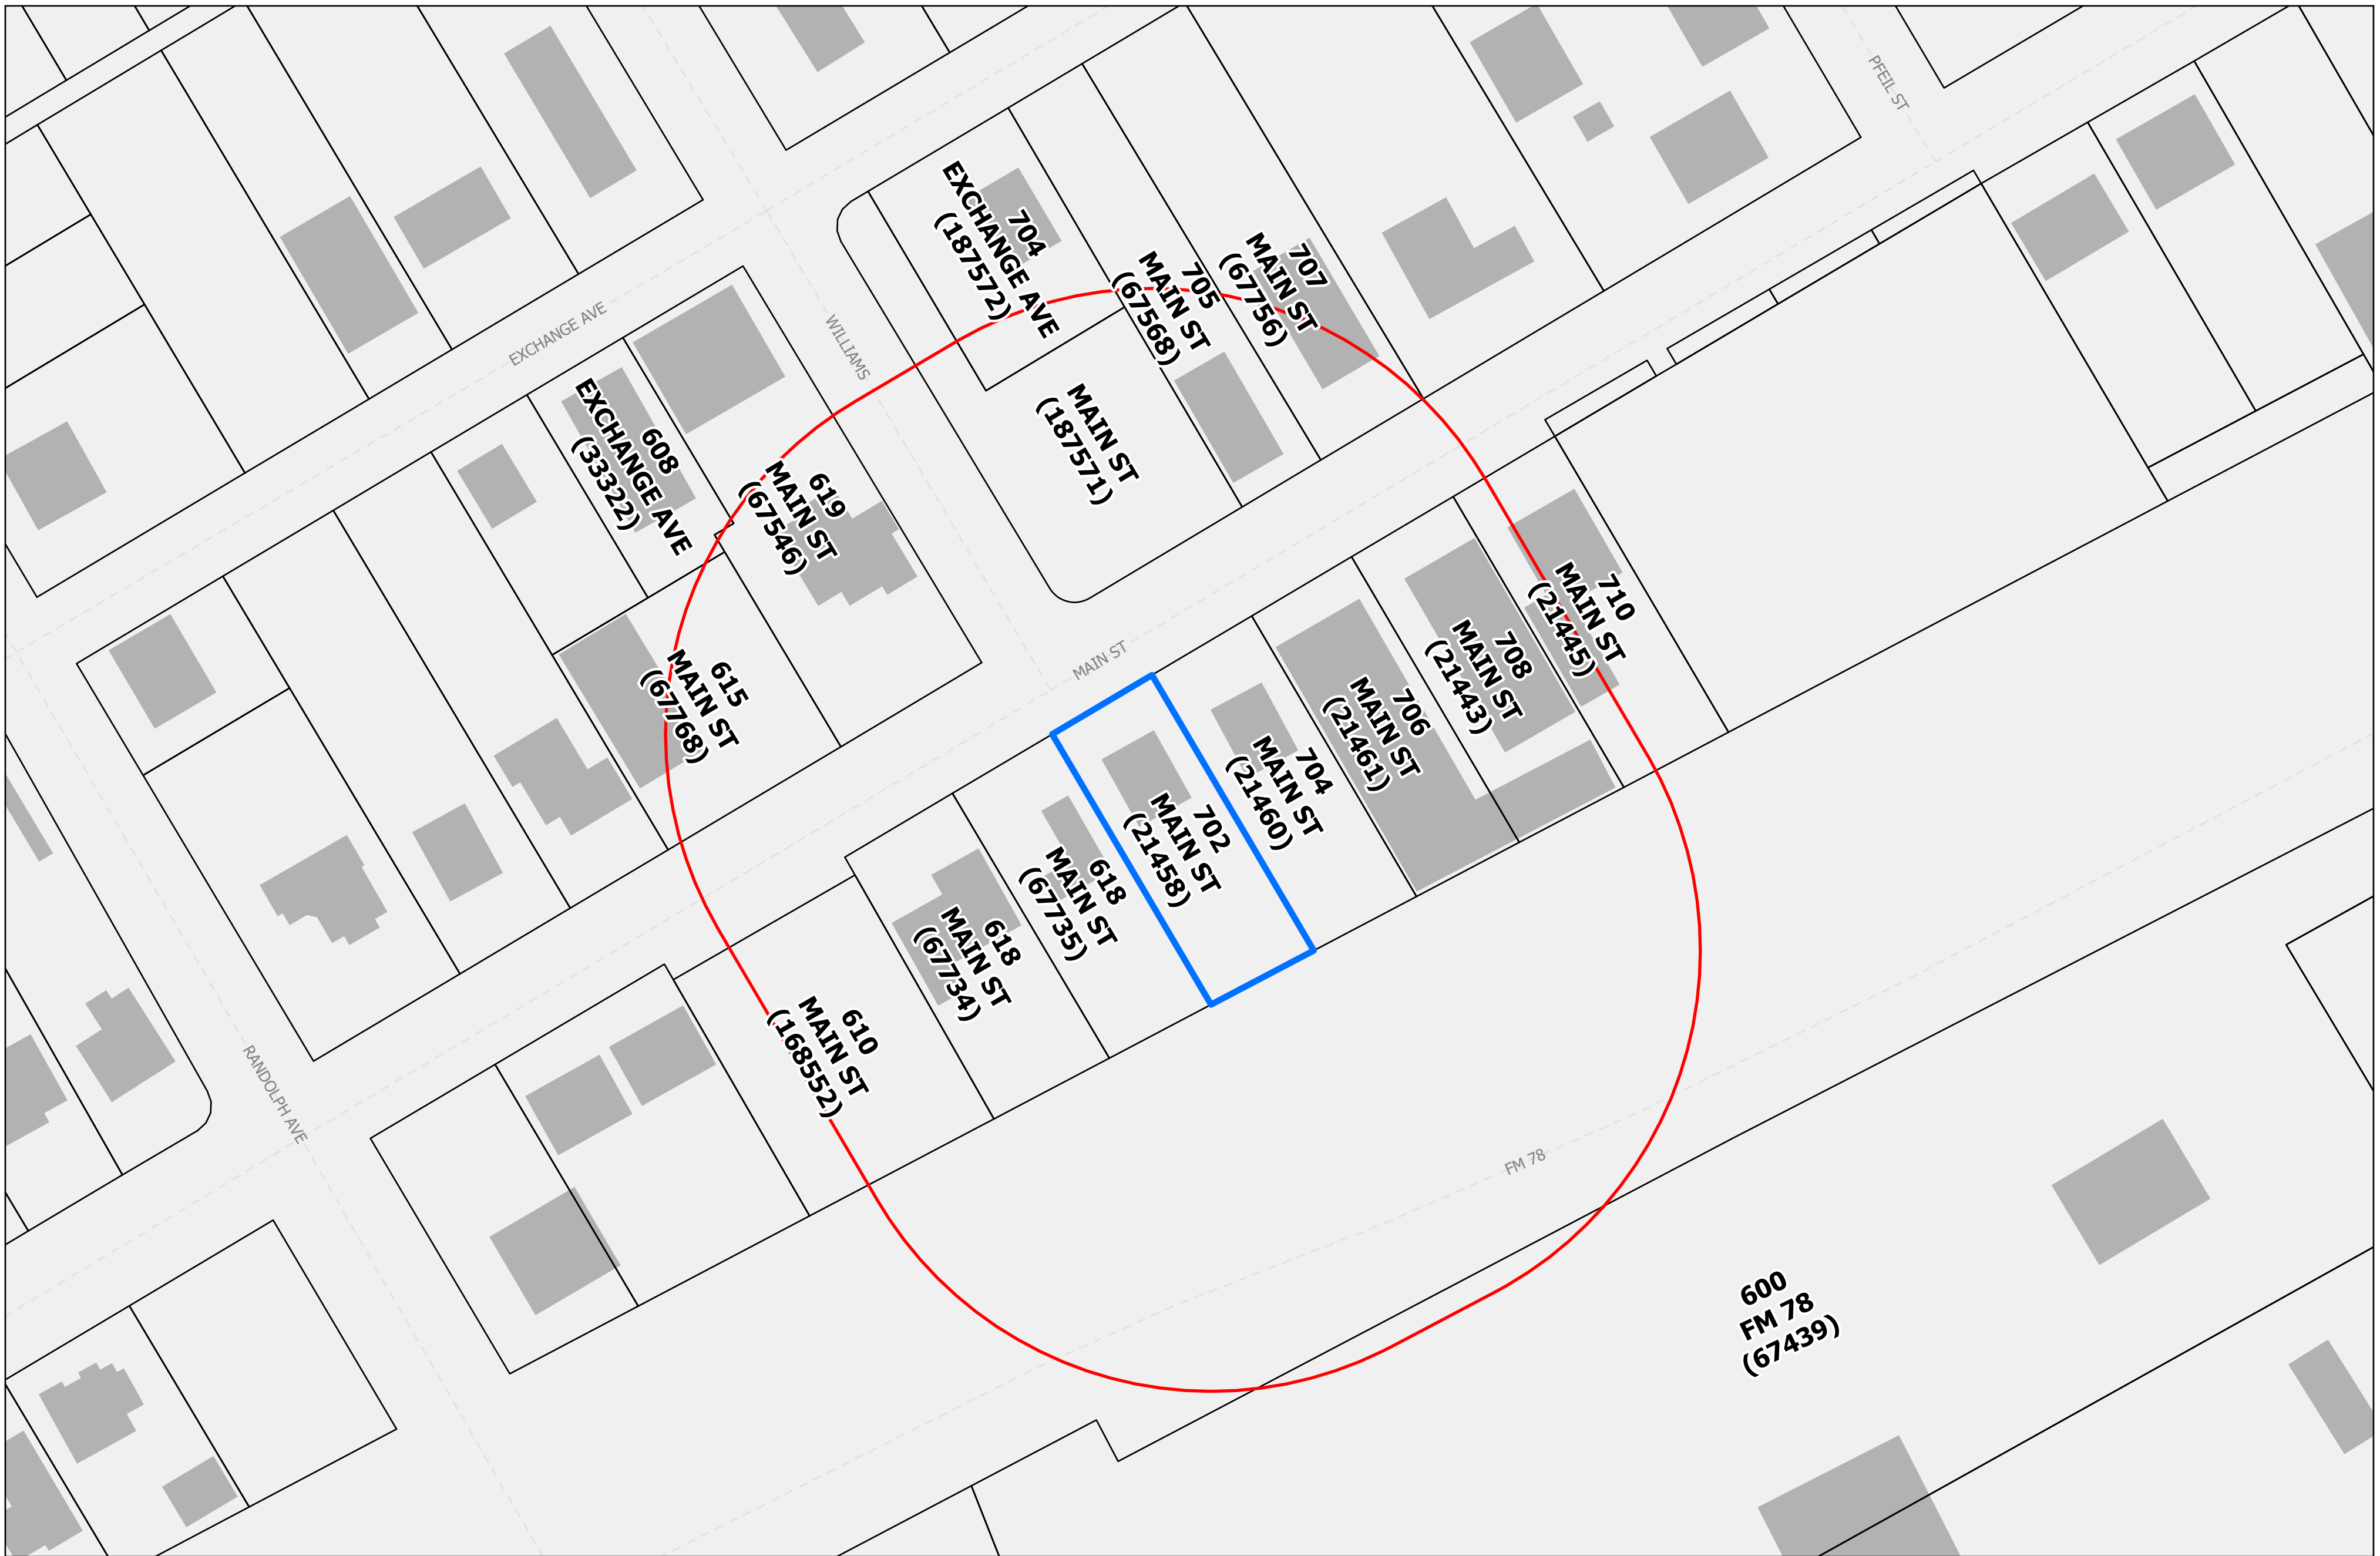 PFEIL ST
704
EXCHANGE AVE
(187572)
705
MAIN ST
(67568)
707
MAIN ST
(67756)
EXCHANGE AVE
WILLIAMS
608
EXCHANGE AVE
(33322)
619
MAIN ST
(67546)
MAIN ST
(187571)
615
MAIN ST
(67768)
MAIN ST
710
MAIN ST
(21445)
708
MAIN ST
(21443)
706
MAIN ST
(21461)
704
MAIN ST
(21460)
702
MAIN ST
(21458)
618
MAIN ST
(67735)
618
MAIN ST
(67734)
610
MAIN ST
(168552)
RANDOLPH AVE
FM 78
600
FM 78
(67439)